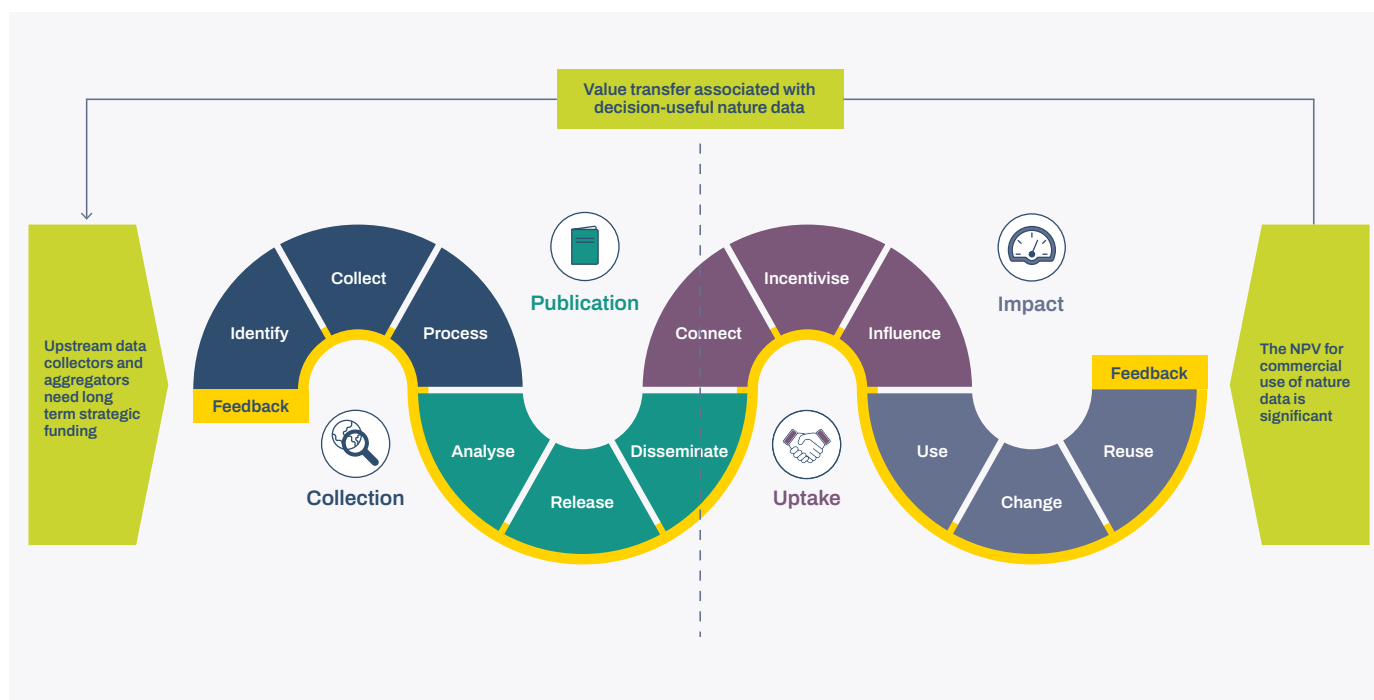 Value transfer associated with
decision-useful nature data
Upstream data
collectors and
aggregators
need long
term strategic
funding
Identify
Collect
Process
Feedback
Collection
Publication
Analyse
Release
Disseminate
Connect
Incentivise
Influence
Uptake
Impact
Use
Change
Reuse
Feedback
The NPV for
commercial
use of nature
data is
significant